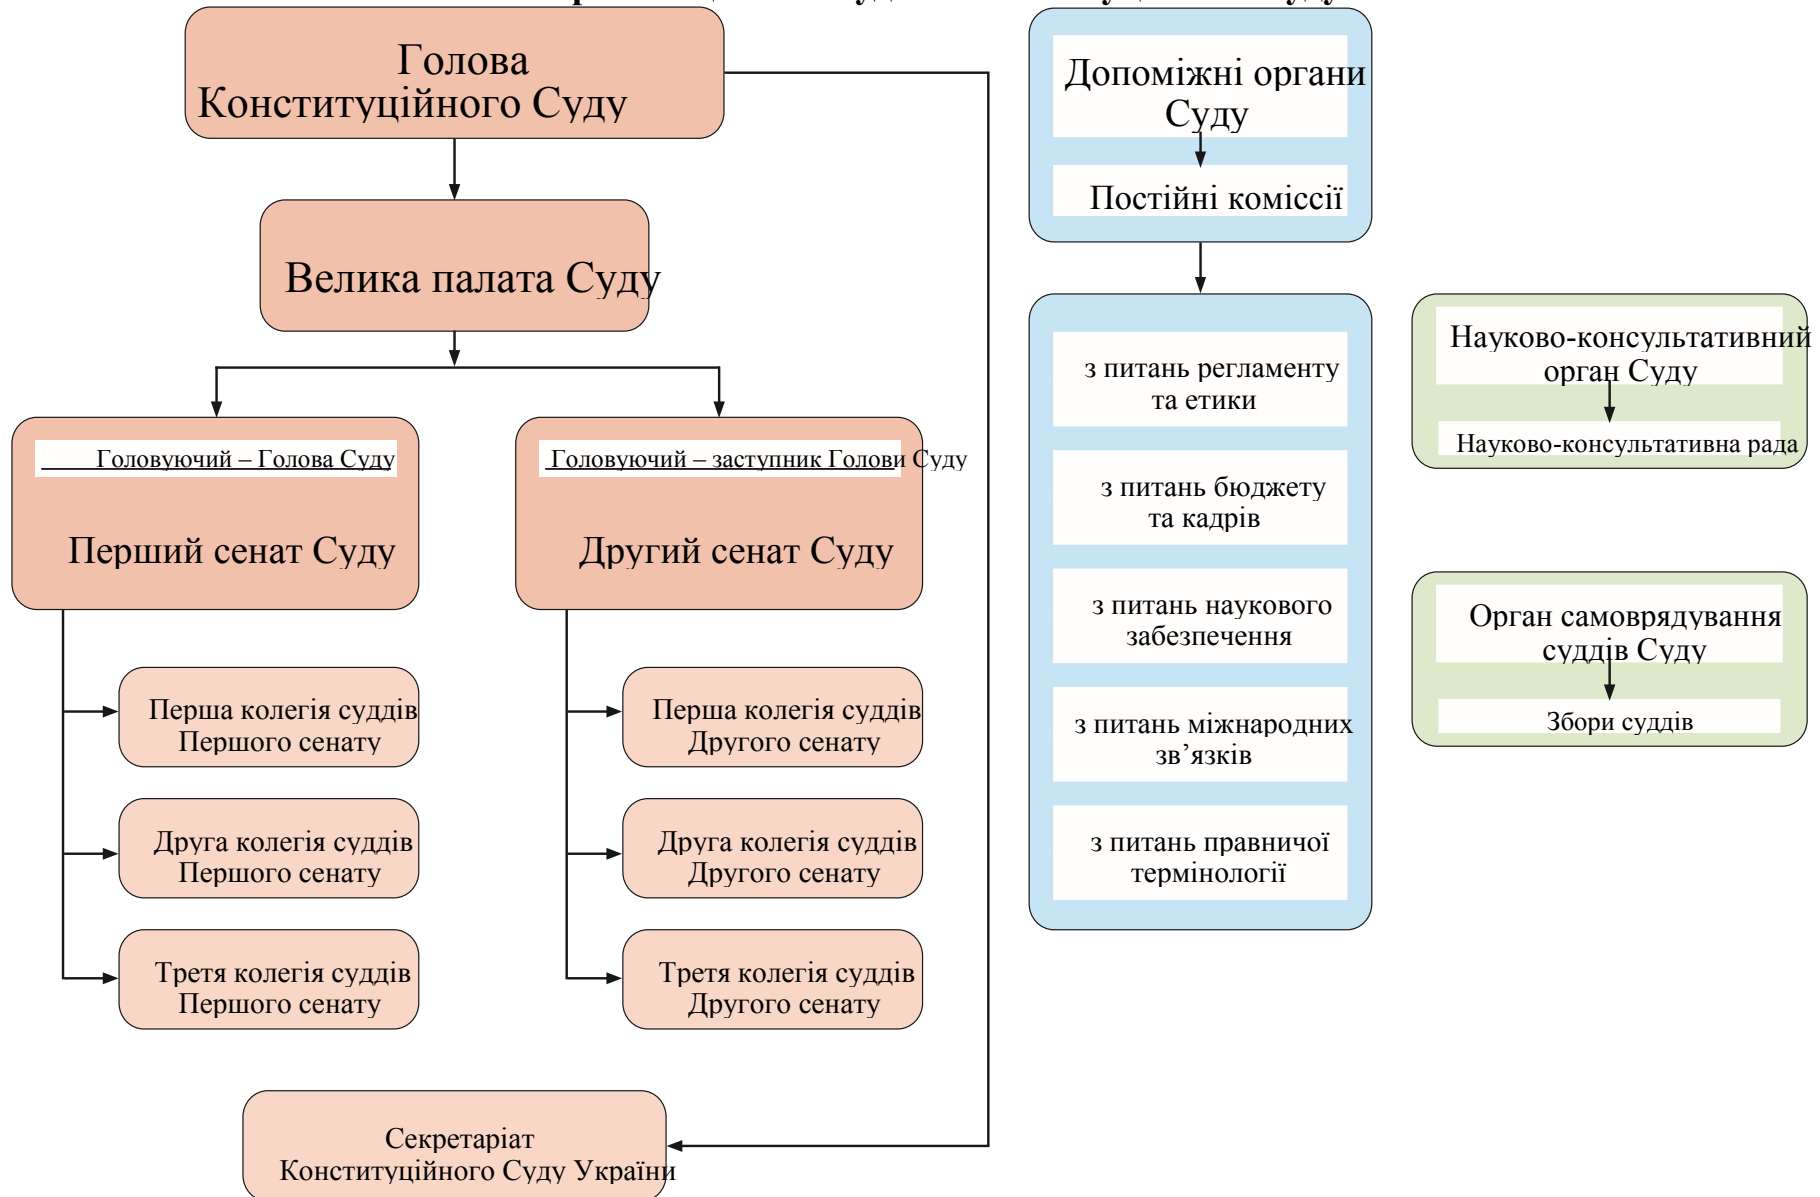 Голова
Конституційного Суду
Велика палата Суду
Головуючий – Голова Суду
Перший сенат Суду
Головуючий – заступник Голови Суду
Другий сенат Суду
Перша колегія суддів
Першого сенату
Друга колегія суддів
Першого сенату
Третя колегія суддів
Першого сенату
Перша колегія суддів
Другого сенату
Друга колегія суддів
Другого сенату
Третя колегія суддів
Другого сенату
Секретаріат
Конституційного Суду України
Допоміжні органи
Суду
Постійні коміссії
з питань регламенту
та етики
з питань бюджету
та кадрів
з питань наукового
забезпечення
з питань міжнародних
зв’язків
з питань правничої
термінології
Науково-консультативний
орган Суду
Науково-консультативна рада
Орган самоврядування
суддів Суду
Збори суддів